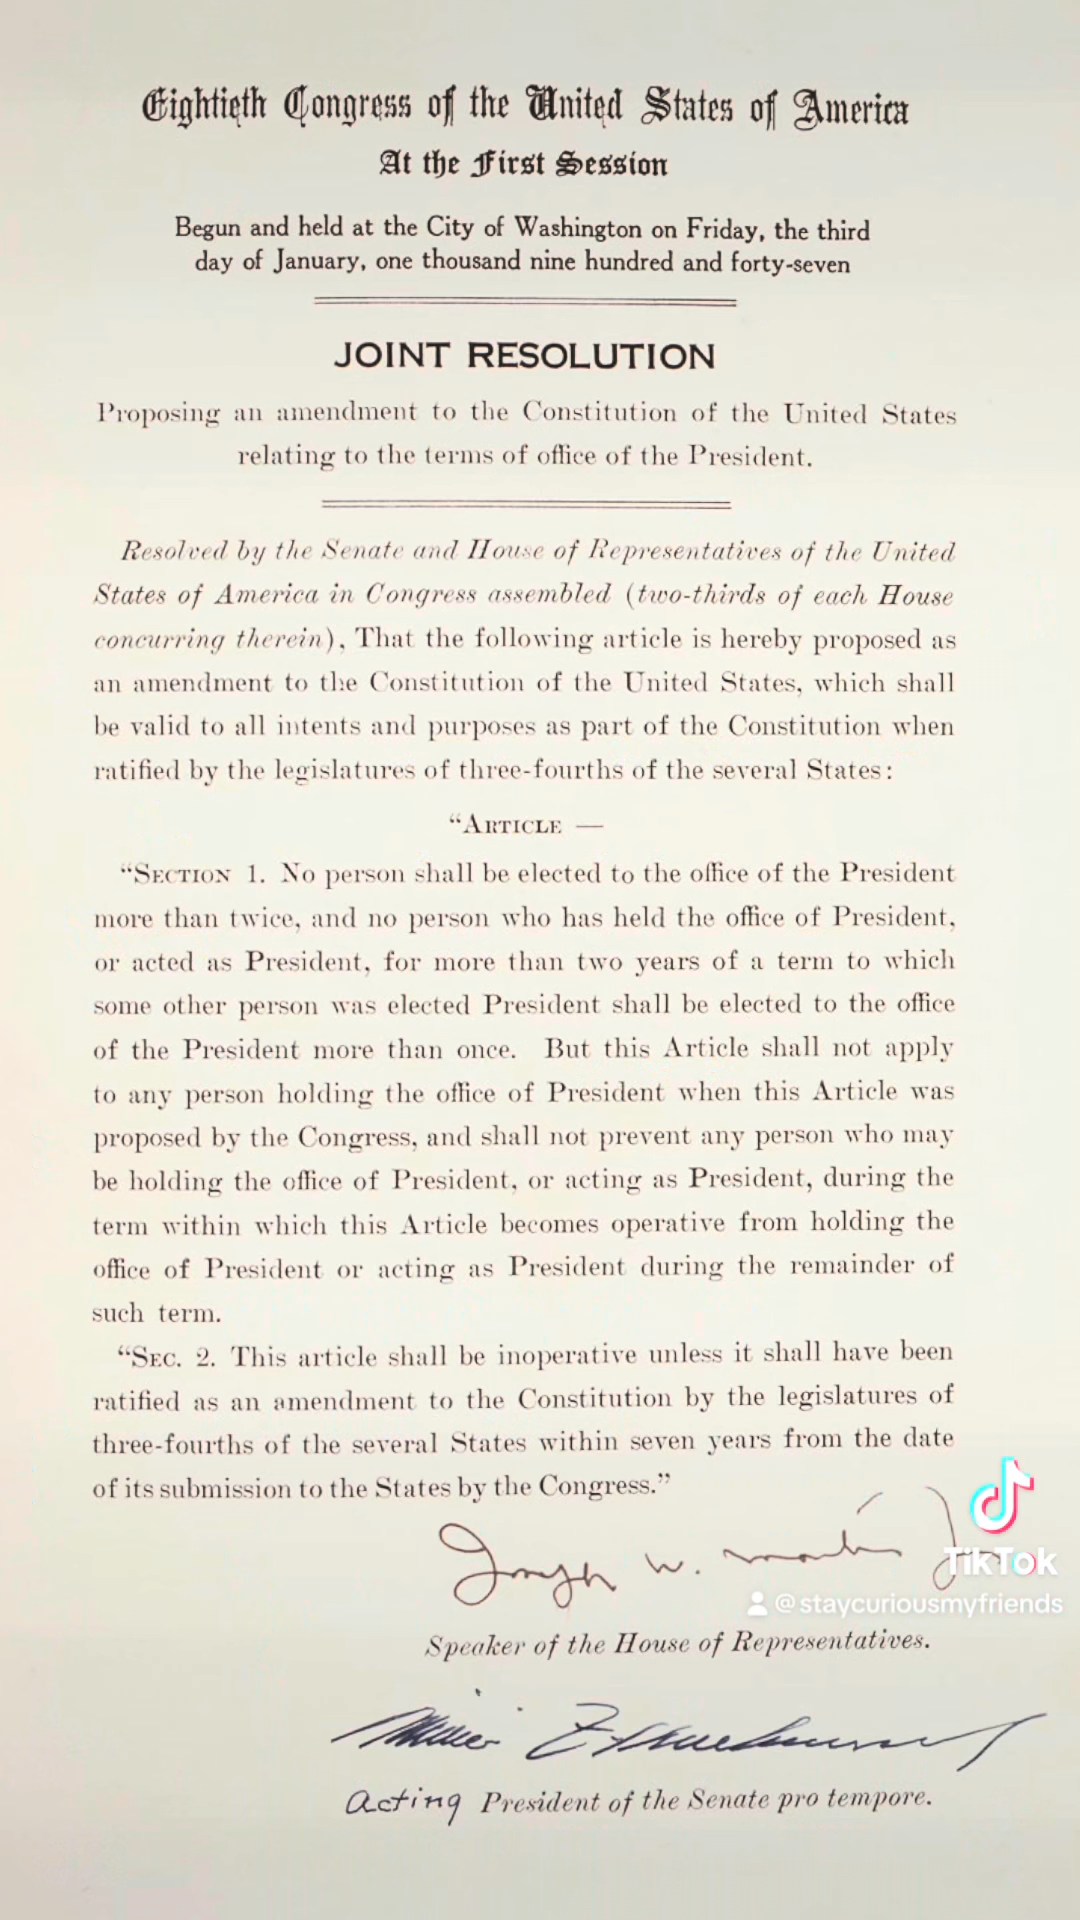 Eightieth Congress of the United States of America
At the First Session
Begun and held at the City of Washington on Friday, the third
day of January, one thousand nine hundred and forty-seven
JOINT RESOLUTION
Proposing an amendment to the Constitution of the United States
relating to the terms of office of the President.
Resolved by the Senate and House of Representatives of the United
States of America in Congress assembled (two-thirds of each House
concurring therein), That the following article is hereby proposed as
an amendment to the Constitution of the United States, which shall
be valid to all intents and purposes as part of the Constitution when
ratified by the legislatures of three-fourths of the several States:
“ARTICLE —
“SECTION 1. No person shall be elected to the office of the President
more than twice, and no person who has held the office of President,
or acted as President, for more than two years of a term to which
some other person was elected President shall be elected to the office
of the President more than once. But this Article shall not apply
to any person holding the office of President when this Article was
proposed by the Congress, and shall not prevent any person who may
be holding the office of President, or acting as President, during the
term within which this Article becomes operative from holding the
office of President or acting as President during the remainder of
such term.
“SEC. 2. This article shall be inoperative unless it shall have been
ratified as an amendment to the Constitution by the legislatures of
three-fourths of the several States within seven years from the date
of its submission to the States by the Congress.”
Joseph W. Martin
TikTok
@staycuriousmyfriends
Speaker of the House of Representatives.
Acting President of the Senate pro tempore.